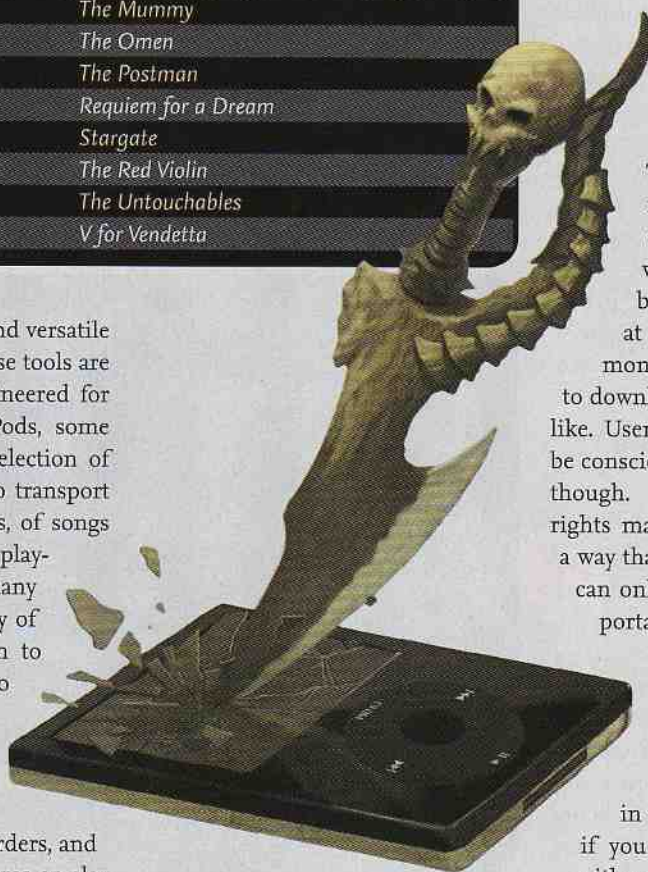 The Mummy
The Omen
The Postman
Requiem for a Dream
Stargate
The Red Violin
The Untouchables
V for Vendetta
nd versatile
se tools are
neered for
Pods, some
election of
o transport
s, of songs
play-
any
y of
n to
o
rders, and
at
mon
to downl
like. User
be conscie
though.
rights ma
a way tha
can onl
porta
in
if you
MENU